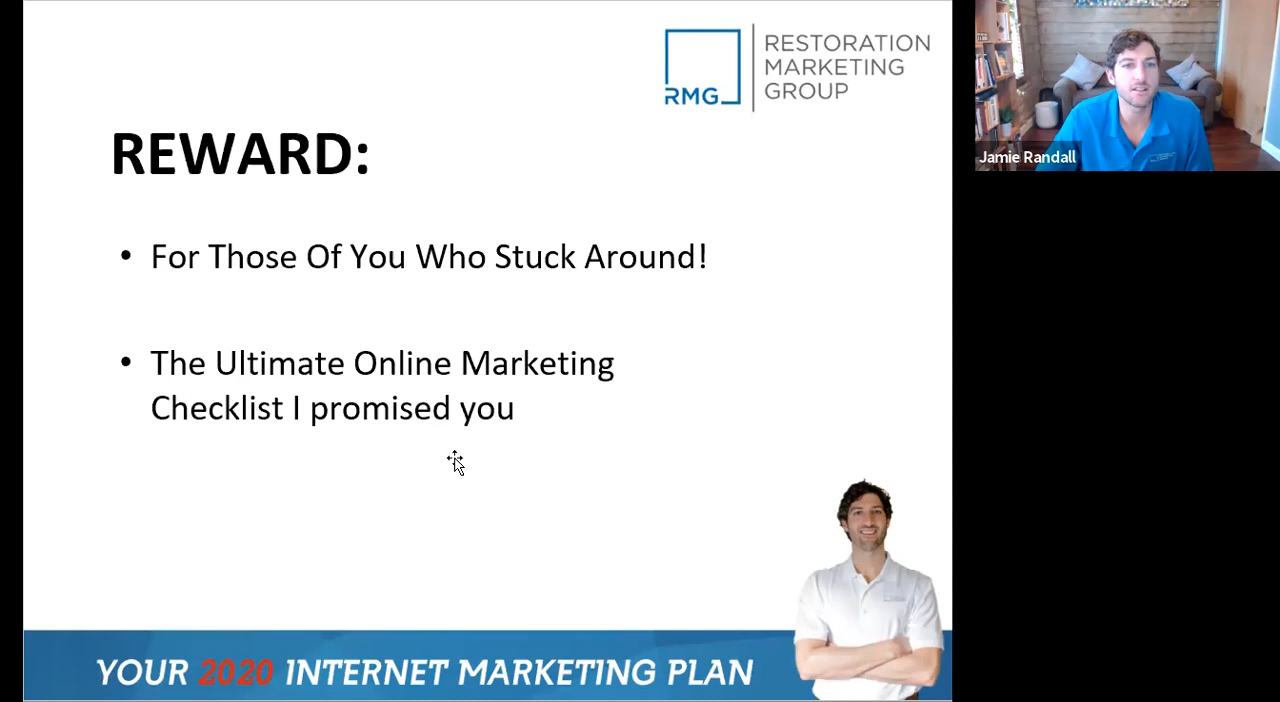 RMG
RESTORATION
MARKETING
GROUP
REWARD:
• For Those Of You Who Stuck Around!
• The Ultimate Online Marketing
Checklist I promised you
YOUR 2020 INTERNET MARKETING PLAN
Jamie Randall